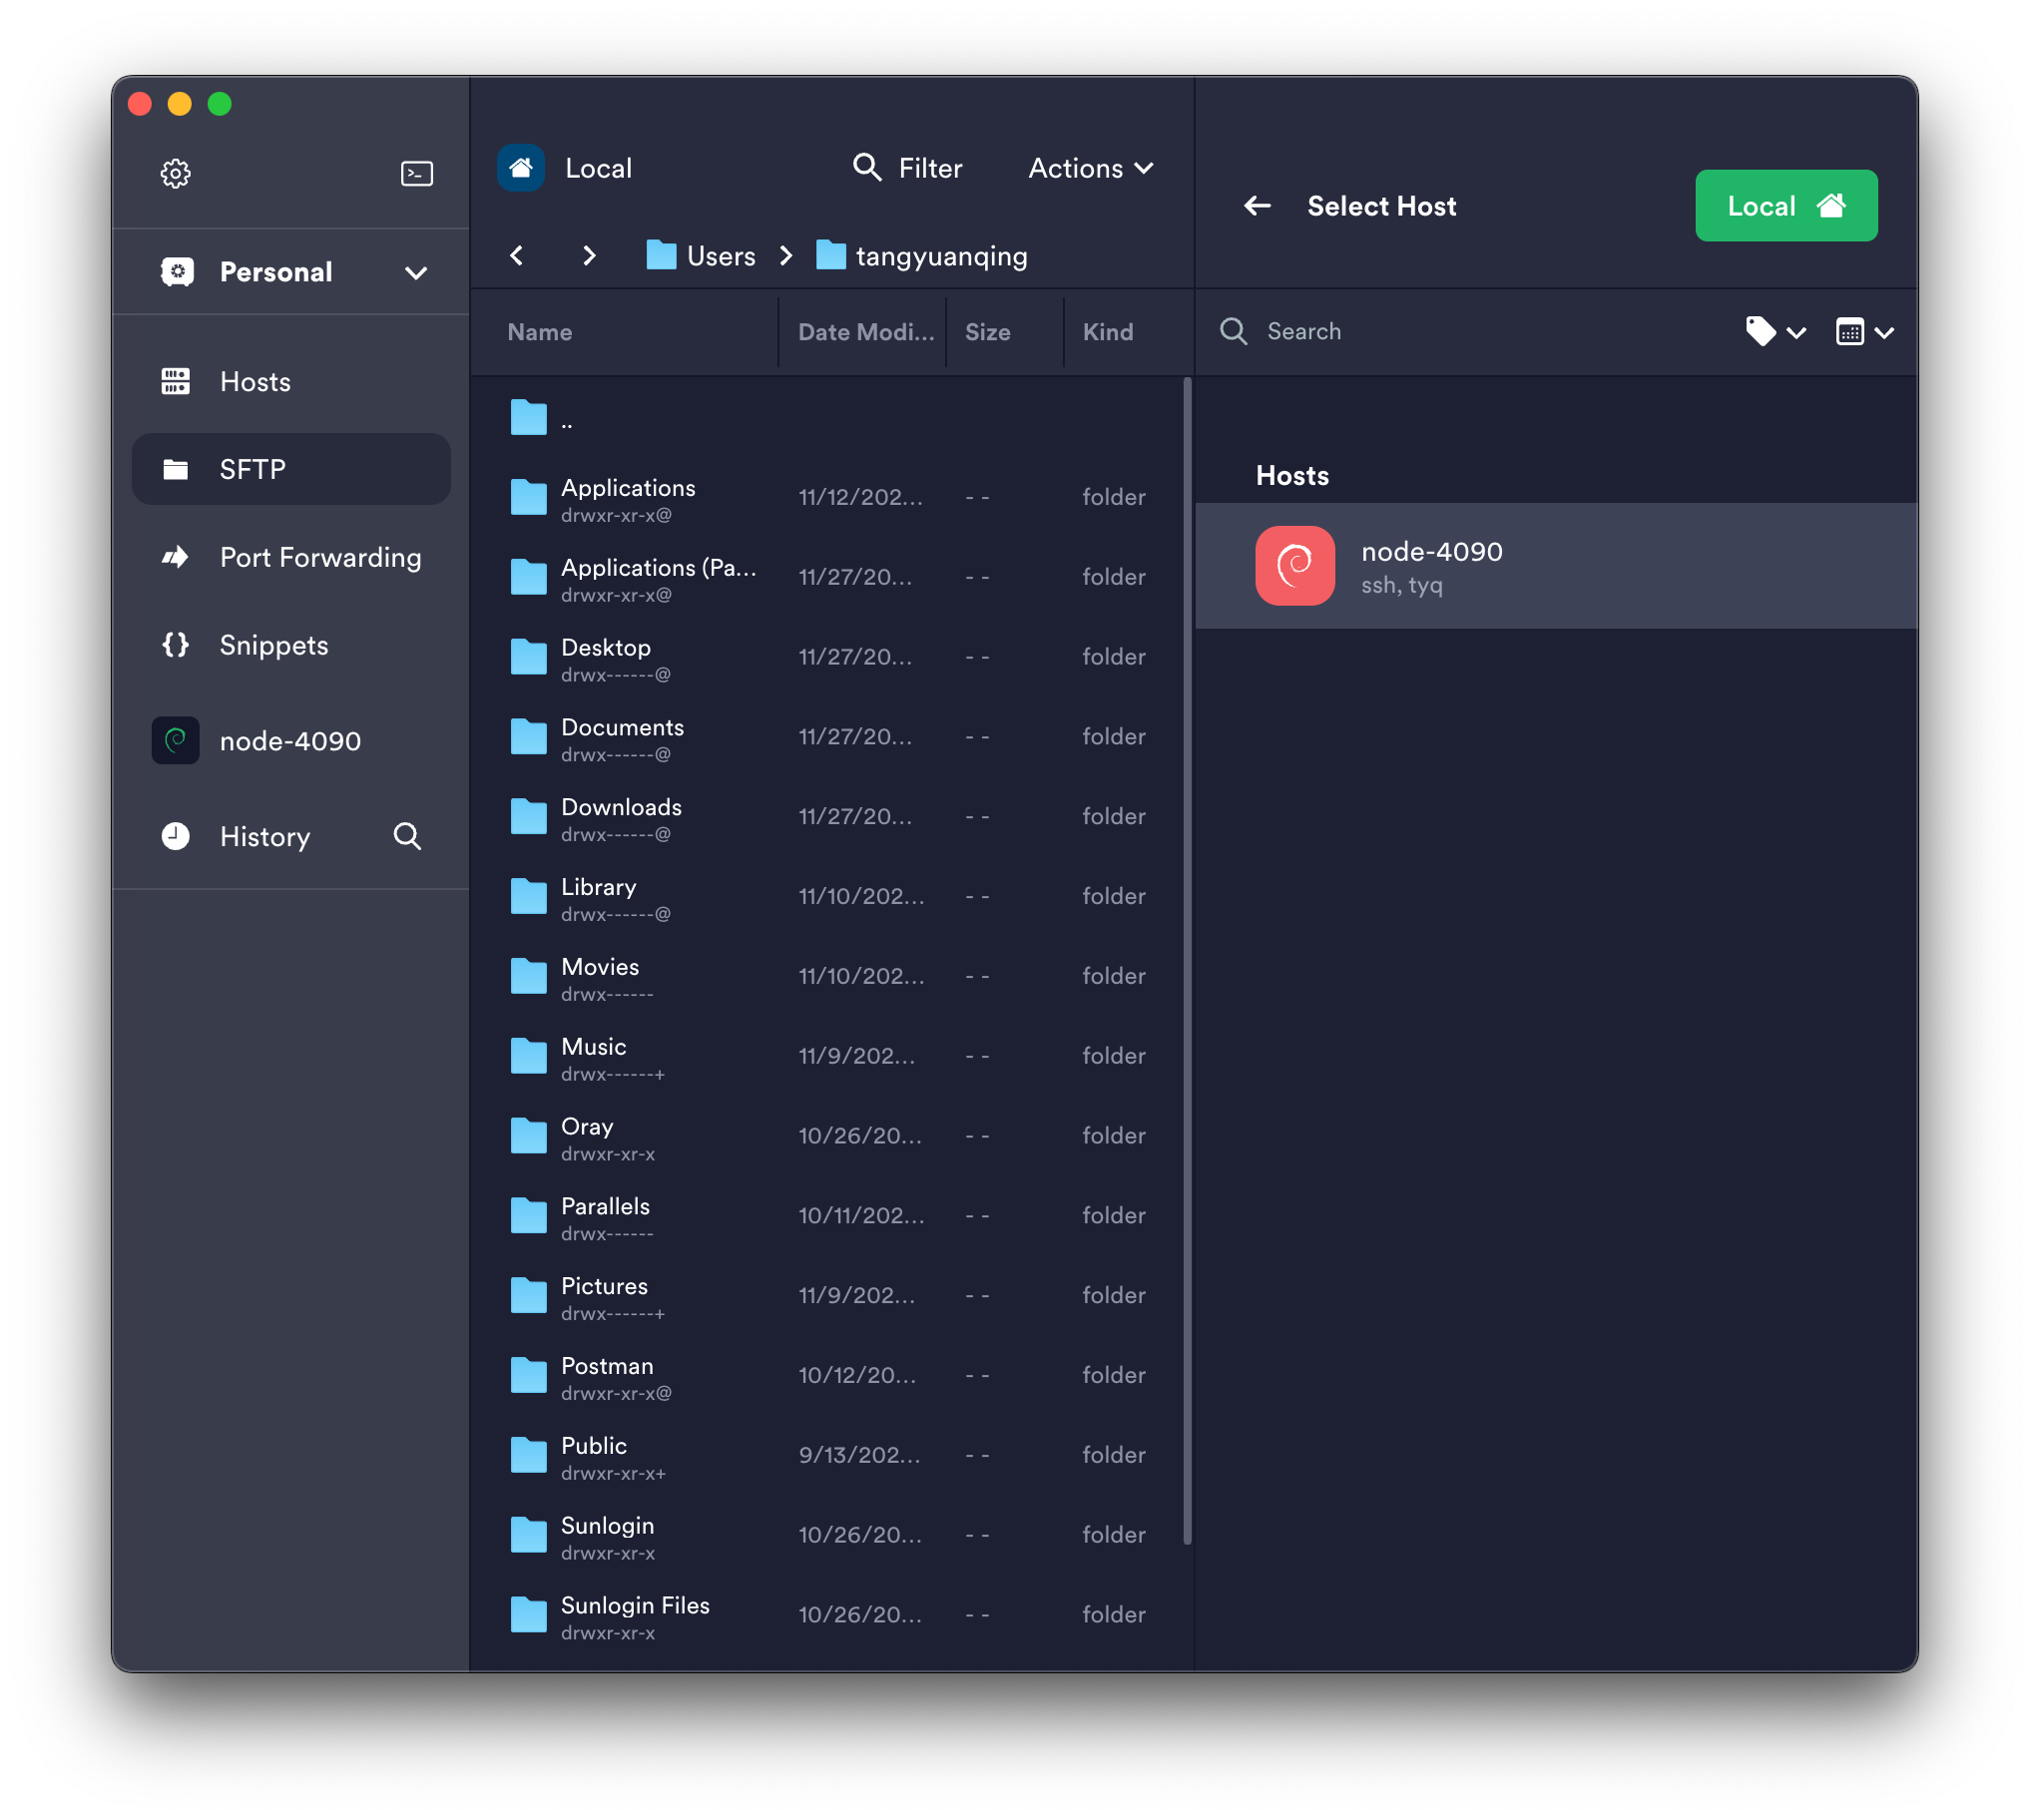 Personal
Hosts
SFTP
Port Forwarding
Snippets
node-4090
History
Local
Filter
Actions
Users
tangyuanqing
Name Date Modi... Size Kind
..
Applications 11/12/202... - - folder
drwxr-xr-x@
Applications (Pa... 11/27/20... - - folder
drwxr-xr-x@
Desktop 11/27/20... - - folder
drwx------@
Documents 11/27/20... - - folder
drwx------@
Downloads 11/27/20... - - folder
drwx------@
Library 11/10/202... - - folder
drwx------@
Movies 11/10/202... - - folder
drwx------
Music 11/9/202... - - folder
drwx------+
Oray 10/26/20... - - folder
drwxr-xr-x
Parallels 10/11/202... - - folder
drwx------
Pictures 11/9/202... - - folder
drwx------+
Postman 10/12/20... - - folder
drwxr-xr-x@
Public 9/13/202... - - folder
drwxr-xr-x+
Sunlogin 10/26/20... - - folder
drwxr-xr-x
Sunlogin Files 10/26/20... - - folder
drwxr-xr-x
Select Host
Local
Search
Hosts
node-4090
ssh, tyq